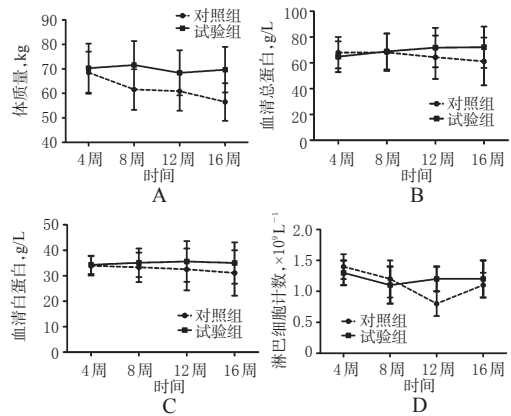 对照组
试验组
体质量,kg
90
80
70
60
50
40
4周 8周 12周 16周
时间
A
血清总蛋白,g/L
100
80
60
40
20
0
对照组
试验组
4周 8周 12周 16周
时间
B
血清白蛋白,g/L
50
40
30
20
10
0
对照组
试验组
4周 8周 12周 16周
时间
C
淋巴细胞计数,×10⁹L⁻¹
2.0
1.5
1.0
0.5
0
对照组
试验组
4周 8周 12周 16周
时间
D